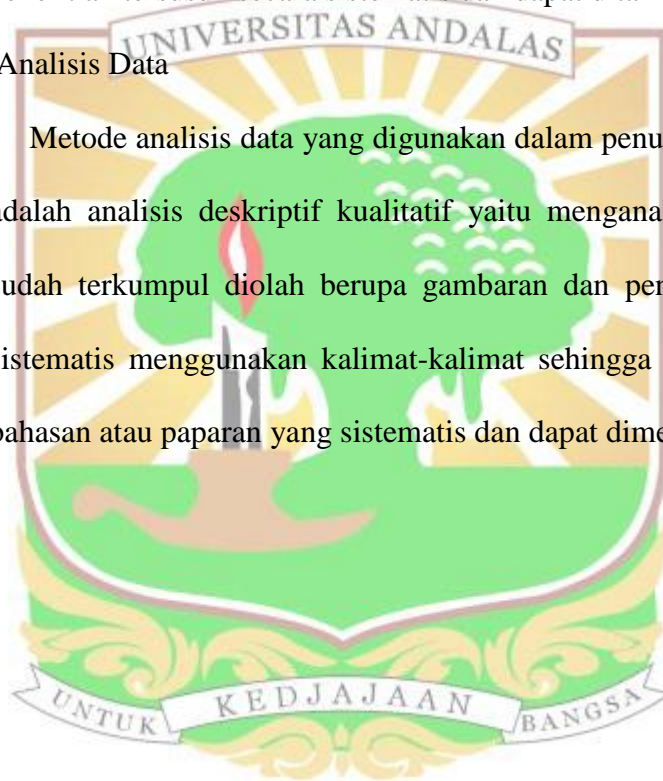 UNIVERSITAS ANDALAS
Analisis Data
Metode analisis data yang digunakan dalam penu
adalah analisis deskriptif kualitatif yaitu mengana
udah terkumpul diolah berupa gambaran dan per
istematis menggunakan kalimat-kalimat sehingga
bahasan atau paparan yang sistematis dan dapat dime
UNTUK KEDJAJAAN BANGSA